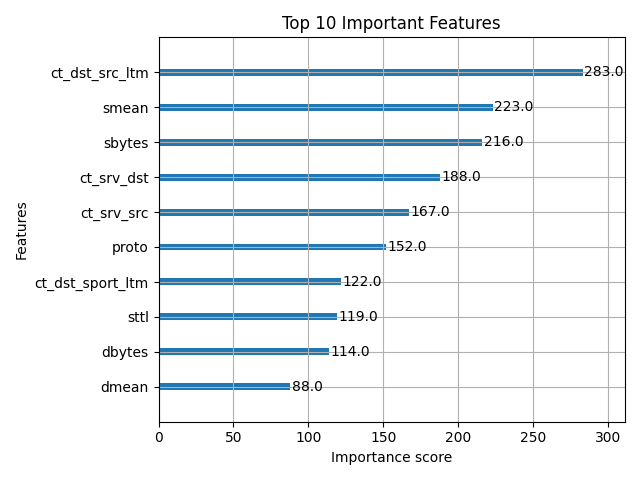 Top 10 Important Features
Features
ct_dst_src_ltm 283.0
smean 223.0
sbytes 216.0
ct_srv_dst 188.0
ct_srv_src 167.0
proto 152.0
ct_dst_sport_ltm 122.0
sttl 119.0
dbytes 114.0
dmean 88.0
0 50 100 150 200 250 300
Importance score